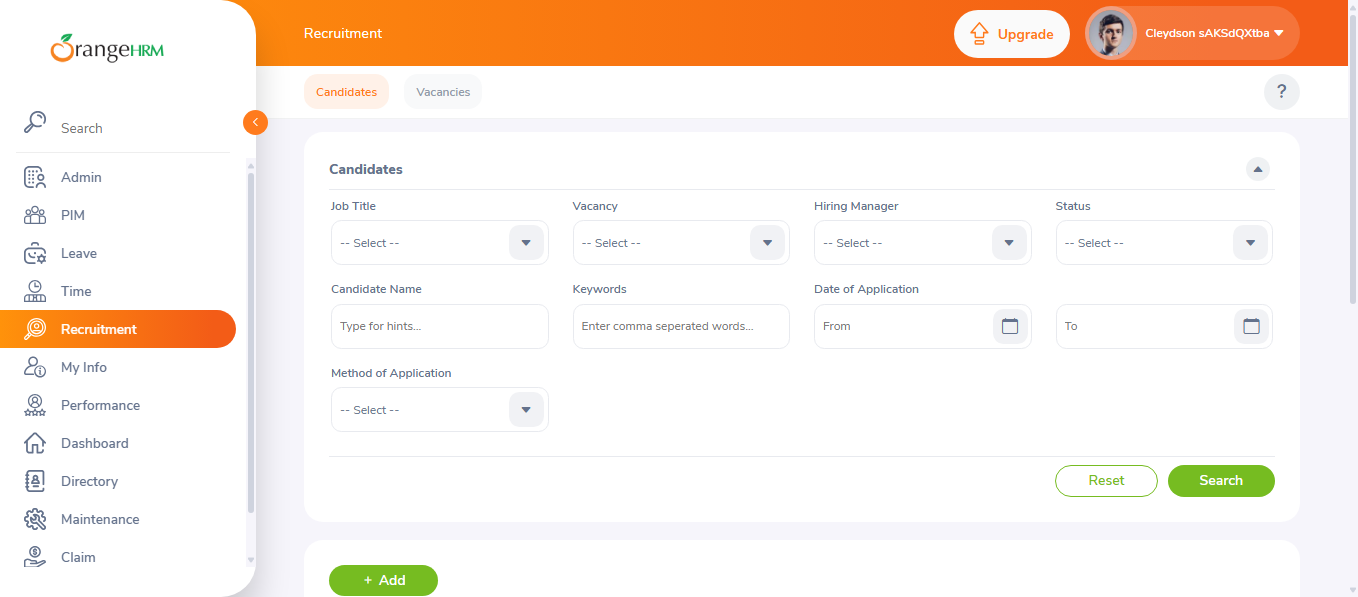 OrangeHRM
Search
Admin
PIM
Leave
Time
Recruitment
My Info
Performance
Dashboard
Directory
Maintenance
Claim
Recruitment
Upgrade
Cleydson sAKSdQXtba
Candidates
Vacancies
?
Candidates
Job Title
Vacancy
Hiring Manager
Status
-- Select --
-- Select --
-- Select --
-- Select --
Candidate Name
Keywords
Date of Application
Type for hints...
Enter comma seperated words...
From
To
Method of Application
-- Select --
Reset
Search
+ Add